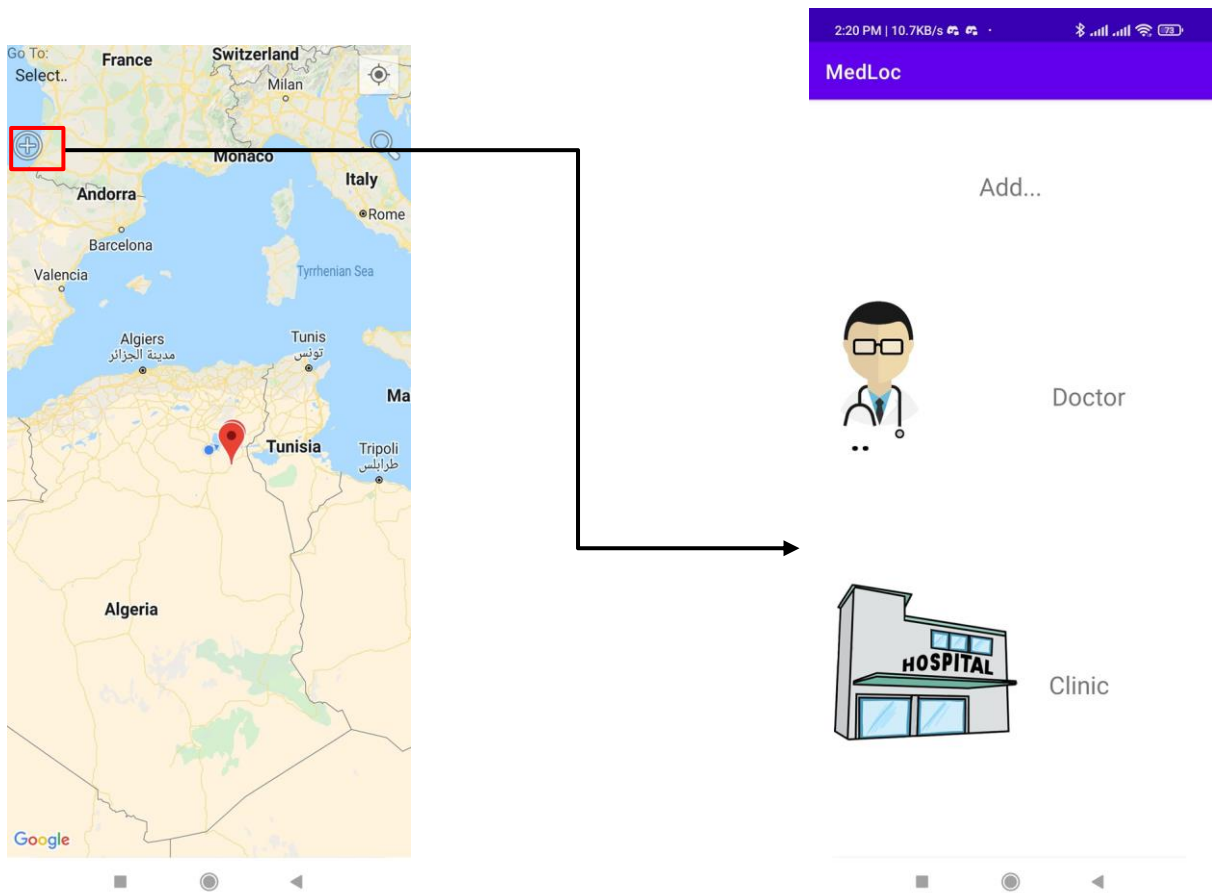 Go To:
Select..
France
Switzerland
Milan
Monaco
Italy
Rome
Andorra
Barcelona
Valencia
Tyrrhenian Sea
Algiers
مدينة الجزائر
Tunis
تونس
Ma
Tunisia
Tripoli
طرابلس
Algeria
Google
2:20 PM | 10.7KB/s
73
MedLoc
Add...
Doctor
HOSPITAL
Clinic